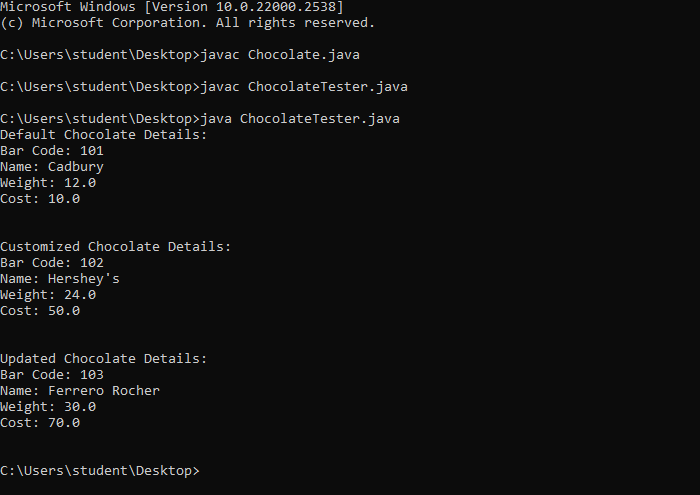 Microsoft Windows [Version 10.0.22000.2538]
(c) Microsoft Corporation. All rights reserved.
C:\Users\student\Desktop>javac Chocolate.java
C:\Users\student\Desktop>javac ChocolateTester.java
C:\Users\student\Desktop>java ChocolateTester.java
Default Chocolate Details:
Bar Code: 101
Name: Cadbury
Weight: 12.0
Cost: 10.0
Customized Chocolate Details:
Bar Code: 102
Name: Hershey's
Weight: 24.0
Cost: 50.0
Updated Chocolate Details:
Bar Code: 103
Name: Ferrero Rocher
Weight: 30.0
Cost: 70.0
C:\Users\student\Desktop>